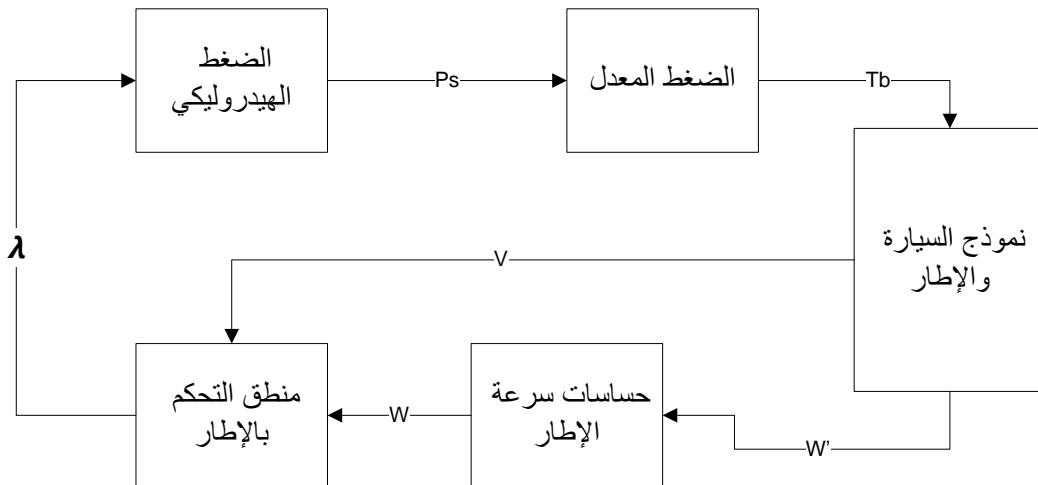 الضغط
الهيدروليكي
Ps
الضغط المعدل
Tb
نموذج السيارة
والإطار
V
λ
منطق التحكم
بالإطار
W
حساسات سرعة
الإطار
W'